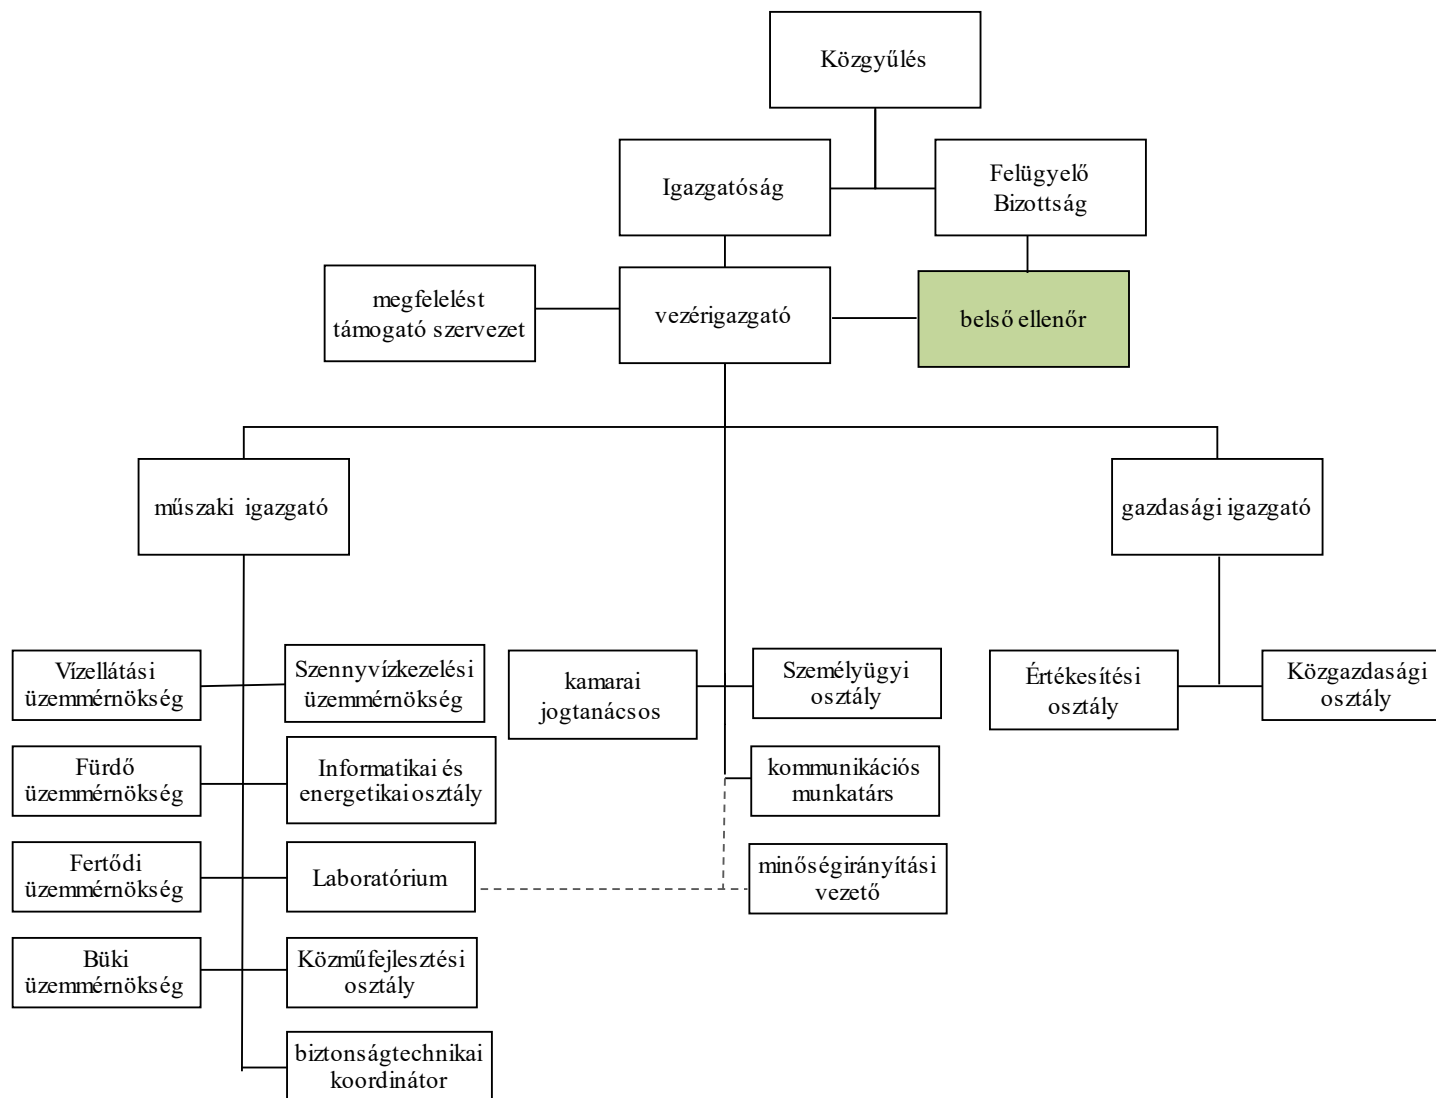 Közgyűlés
Igazgatóság
Felügyelő
Bizottság
megfelelést
támogató szervezet
vezérigazgató
belső ellenőr
műszaki igazgató
gazdasági igazgató
Vízellátási
üzemmérnökség
Szennyvízkezelési
üzemmérnökség
kamarai
jogtanácsos
Személyügyi
osztály
Értékesítési
osztály
Közgazdasági
osztály
Fürdő
üzemmérnökség
Informatikai és
energetikai osztály
kommunikációs
munkatárs
Fertődi
üzemmérnökség
Laboratórium
minőségirányítási
vezető
Büki
üzemmérnökség
Közműfejlesztési
osztály
biztonságtechnikai
koordinátor